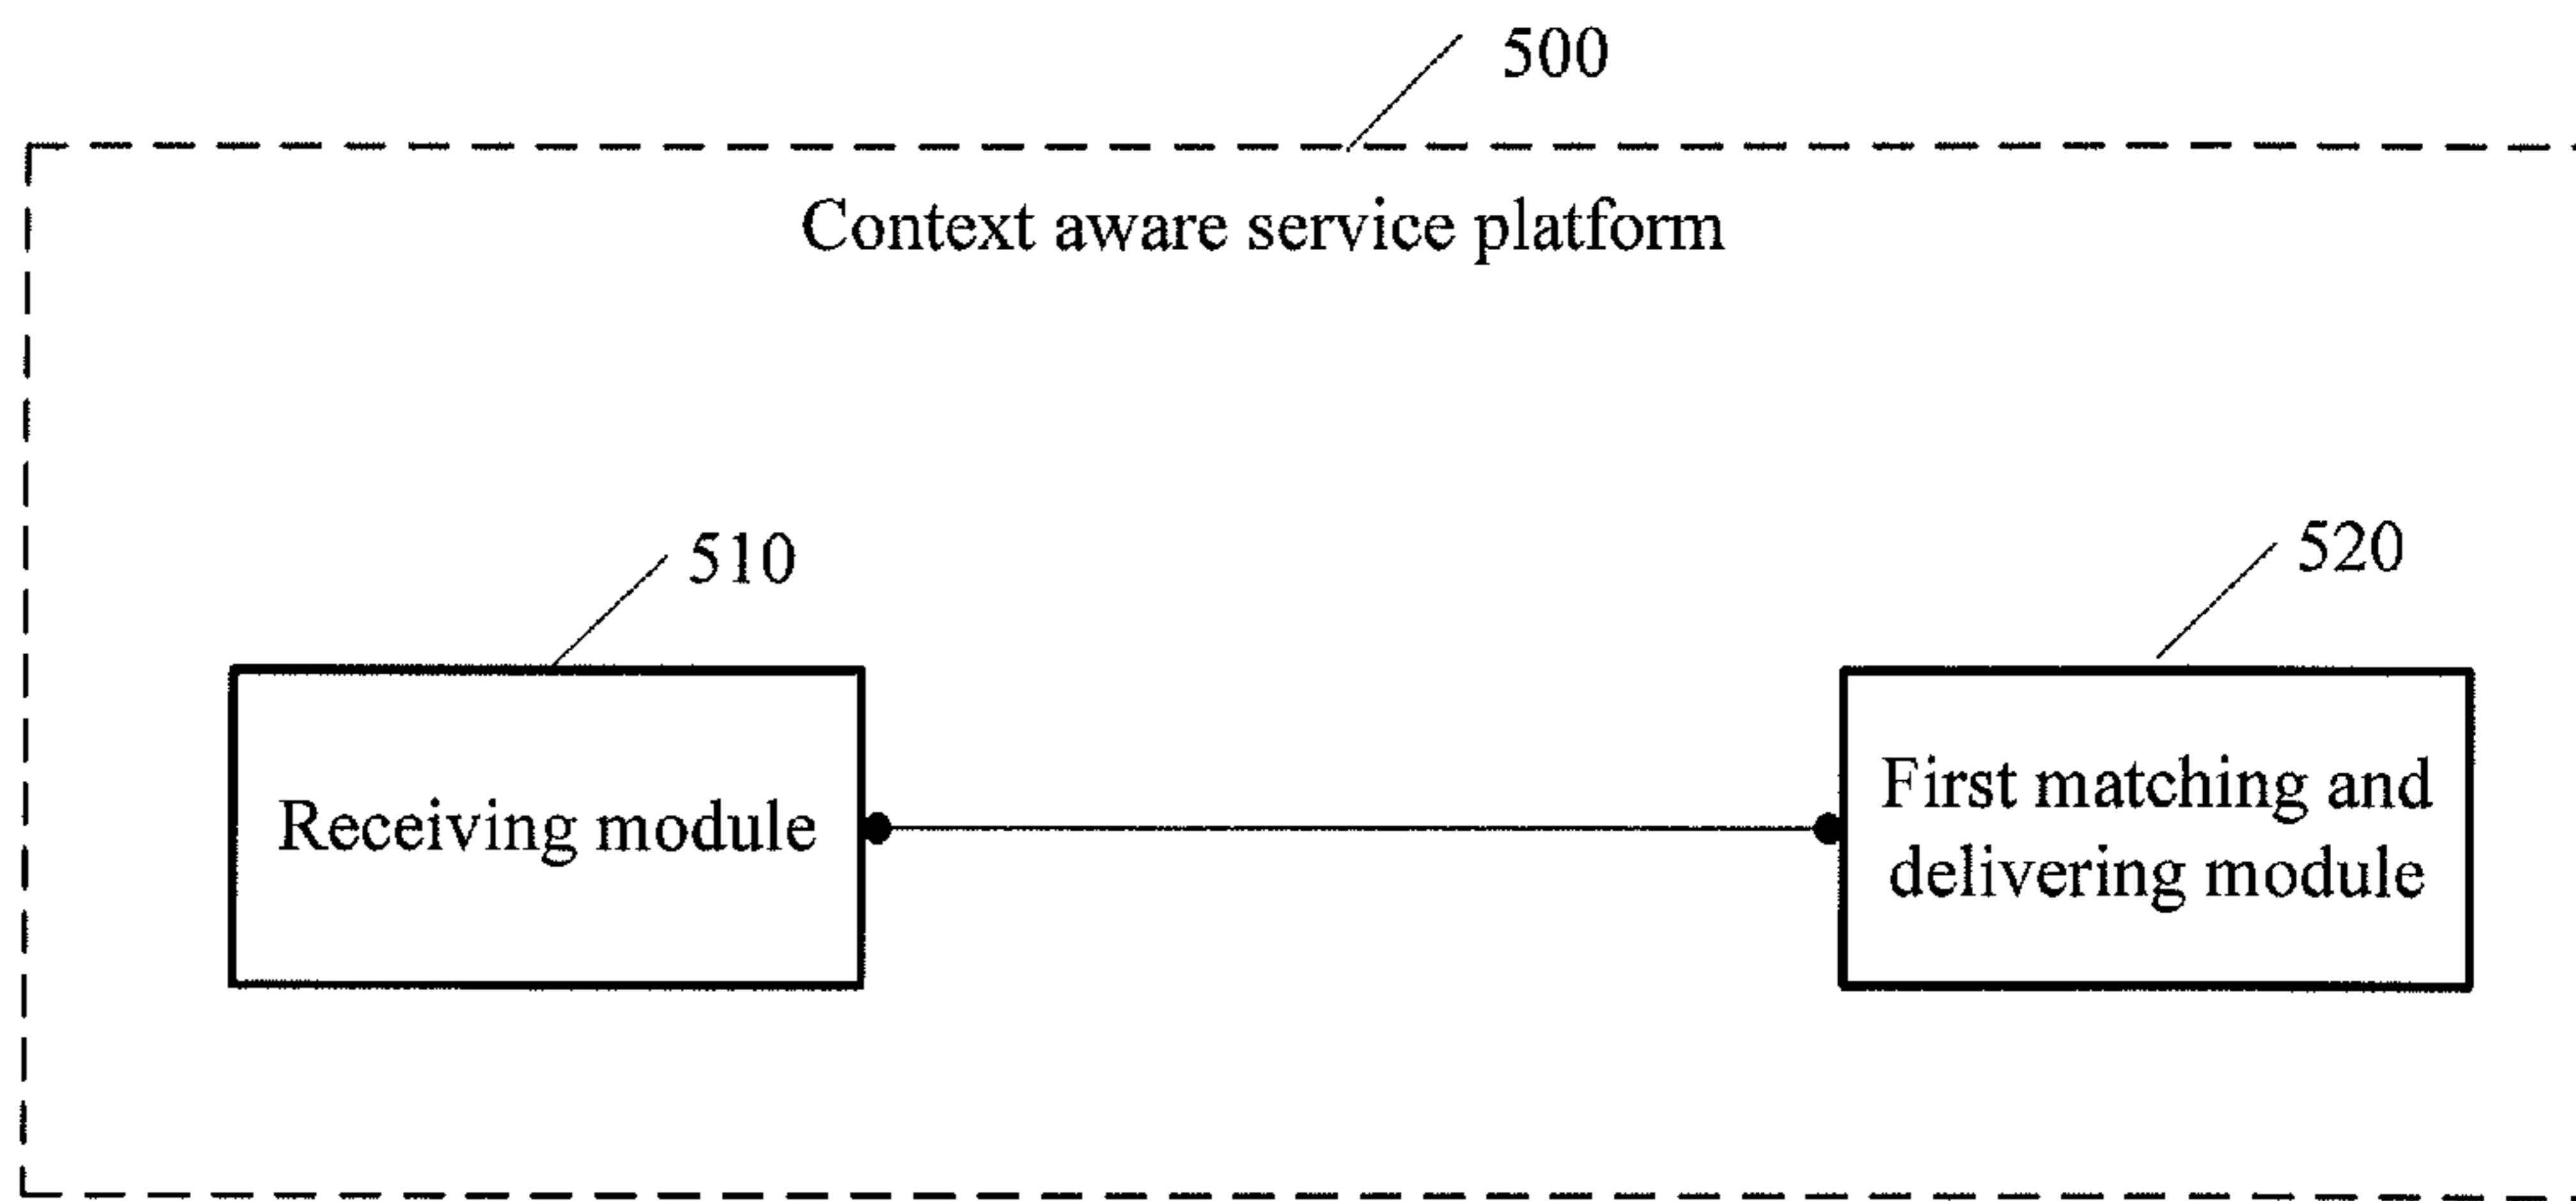 500
Context aware service platform
510
520
Receiving module
First matching and
delivering module